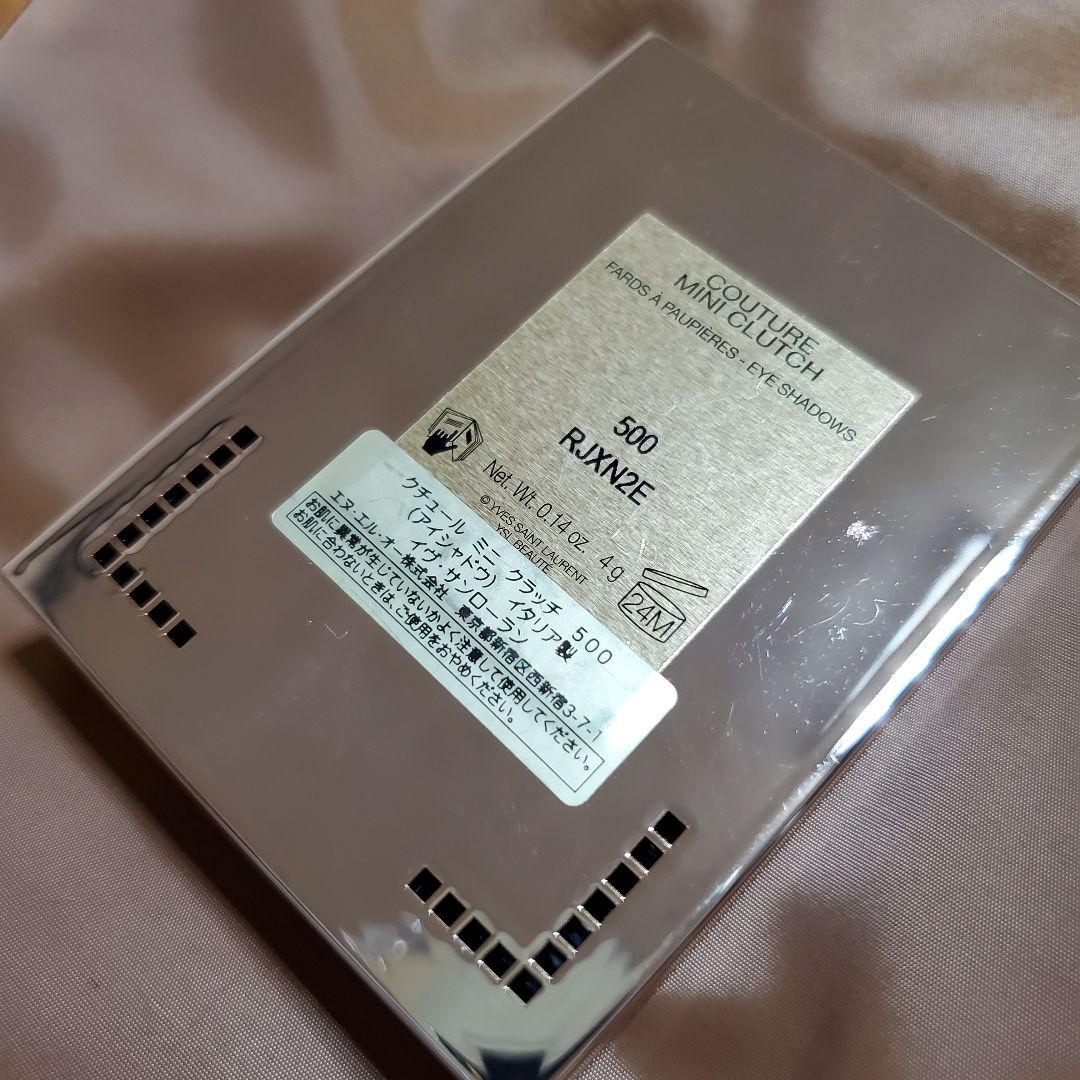 COUTURE
MINI CLUTCH
FARDS À PAUPIÈRES - EYE SHADOWS
500
RJXN2E
Net. Wt. 0.14 oz. 4 g
©YVES SAINT LAURENT
YSL BEAUTÉ
24M
クチュール ミニ クラッチ 500
(アイシャドウ) イタリア製
イヴ・サンローラン
エヌ・エル・オー株式会社 東京都新宿区西新宿3-7-1
お肌に異常が生じていないかよく注意して使用してください。
お肌に合わないときは、ご使用をおやめください。